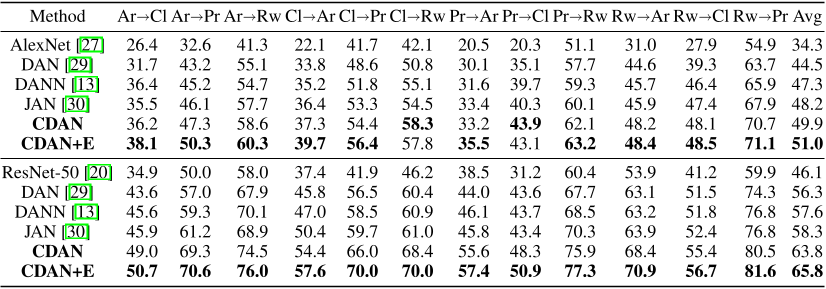 Method Ar→Cl Ar→Pr Ar→Rw Cl→Ar Cl→Pr Cl→Rw Pr→Ar Pr→Cl Pr→Rw Rw→Ar Rw→Cl Rw→Pr Avg
AlexNet [27] 26.4 32.6 41.3 22.1 41.7 42.1 20.5 20.3 51.1 31.0 27.9 54.9 34.3
DAN [29] 31.7 43.2 55.1 33.8 48.6 50.8 30.1 35.1 57.7 44.6 39.3 63.7 44.5
DANN [13] 36.4 45.2 54.7 35.2 51.8 55.1 31.6 39.7 59.3 45.7 46.4 65.9 47.3
JAN [30] 35.5 46.1 57.7 36.4 53.3 54.5 33.4 40.3 60.1 45.9 47.4 67.9 48.2
CDAN 36.2 47.3 58.6 37.3 54.4 58.3 33.2 43.9 62.1 48.2 48.1 70.7 49.9
CDAN+E 38.1 50.3 60.3 39.7 56.4 57.8 35.5 43.1 63.2 48.4 48.5 71.1 51.0
ResNet-50 [20] 34.9 50.0 58.0 37.4 41.9 46.2 38.5 31.2 60.4 53.9 41.2 59.9 46.1
DAN [29] 43.6 57.0 67.9 45.8 56.5 60.4 44.0 43.6 67.7 63.1 51.5 74.3 56.3
DANN [13] 45.6 59.3 70.1 47.0 58.5 60.9 46.1 43.7 68.5 63.2 51.8 76.8 57.6
JAN [30] 45.9 61.2 68.9 50.4 59.7 61.0 45.8 43.4 70.3 63.9 52.4 76.8 58.3
CDAN 49.0 69.3 74.5 54.4 66.0 68.4 55.6 48.3 75.9 68.4 55.4 80.5 63.8
CDAN+E 50.7 70.6 76.0 57.6 70.0 70.0 57.4 50.9 77.3 70.9 56.7 81.6 65.8